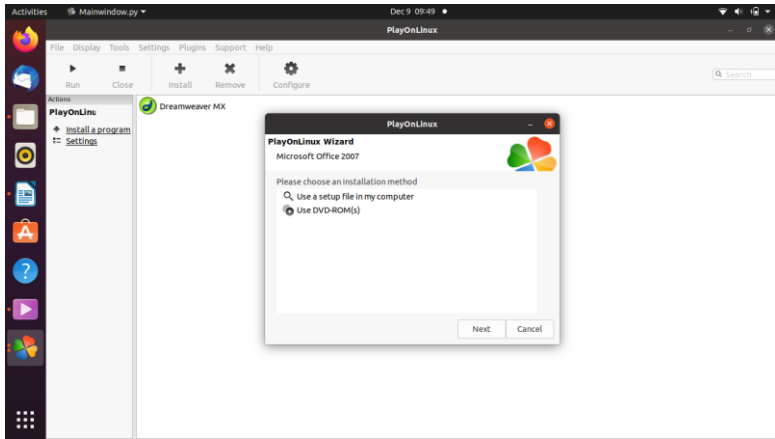 Activities Mainwindow.py Dec 9 09:49
PlayOnLinux
File Display Tools Settings Plugins Support Help
Run Close Install Remove Configure
Search
Actions
PlayOnLinu
Install a program
Settings
Dreamweaver MX
PlayOnLinux
PlayOnLinux Wizard
Microsoft Office 2007
Please choose an installation method
Use a setup file in my computer
Use DVD-ROM(s)
Next Cancel